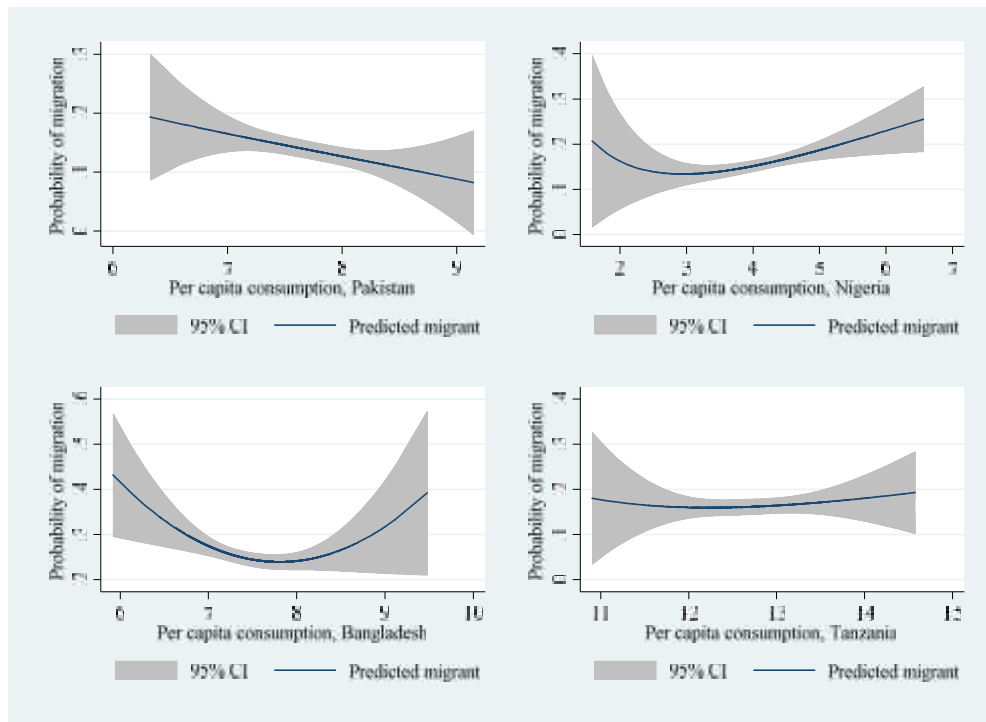 Probability of migration
.3
.2
.1
0
6
7
8
9
Per capita consumption, Pakistan
95% CI
Predicted migrant
Probability of migration
.4
.3
.2
.1
0
2
3
4
5
6
7
Per capita consumption, Nigeria
95% CI
Predicted migrant
Probability of migration
.6
.5
.4
.3
.2
6
7
8
9
10
Per capita consumption, Bangladesh
95% CI
Predicted migrant
Probability of migration
.4
.3
.2
.1
0
11
12
13
14
15
Per capita consumption, Tanzania
95% CI
Predicted migrant